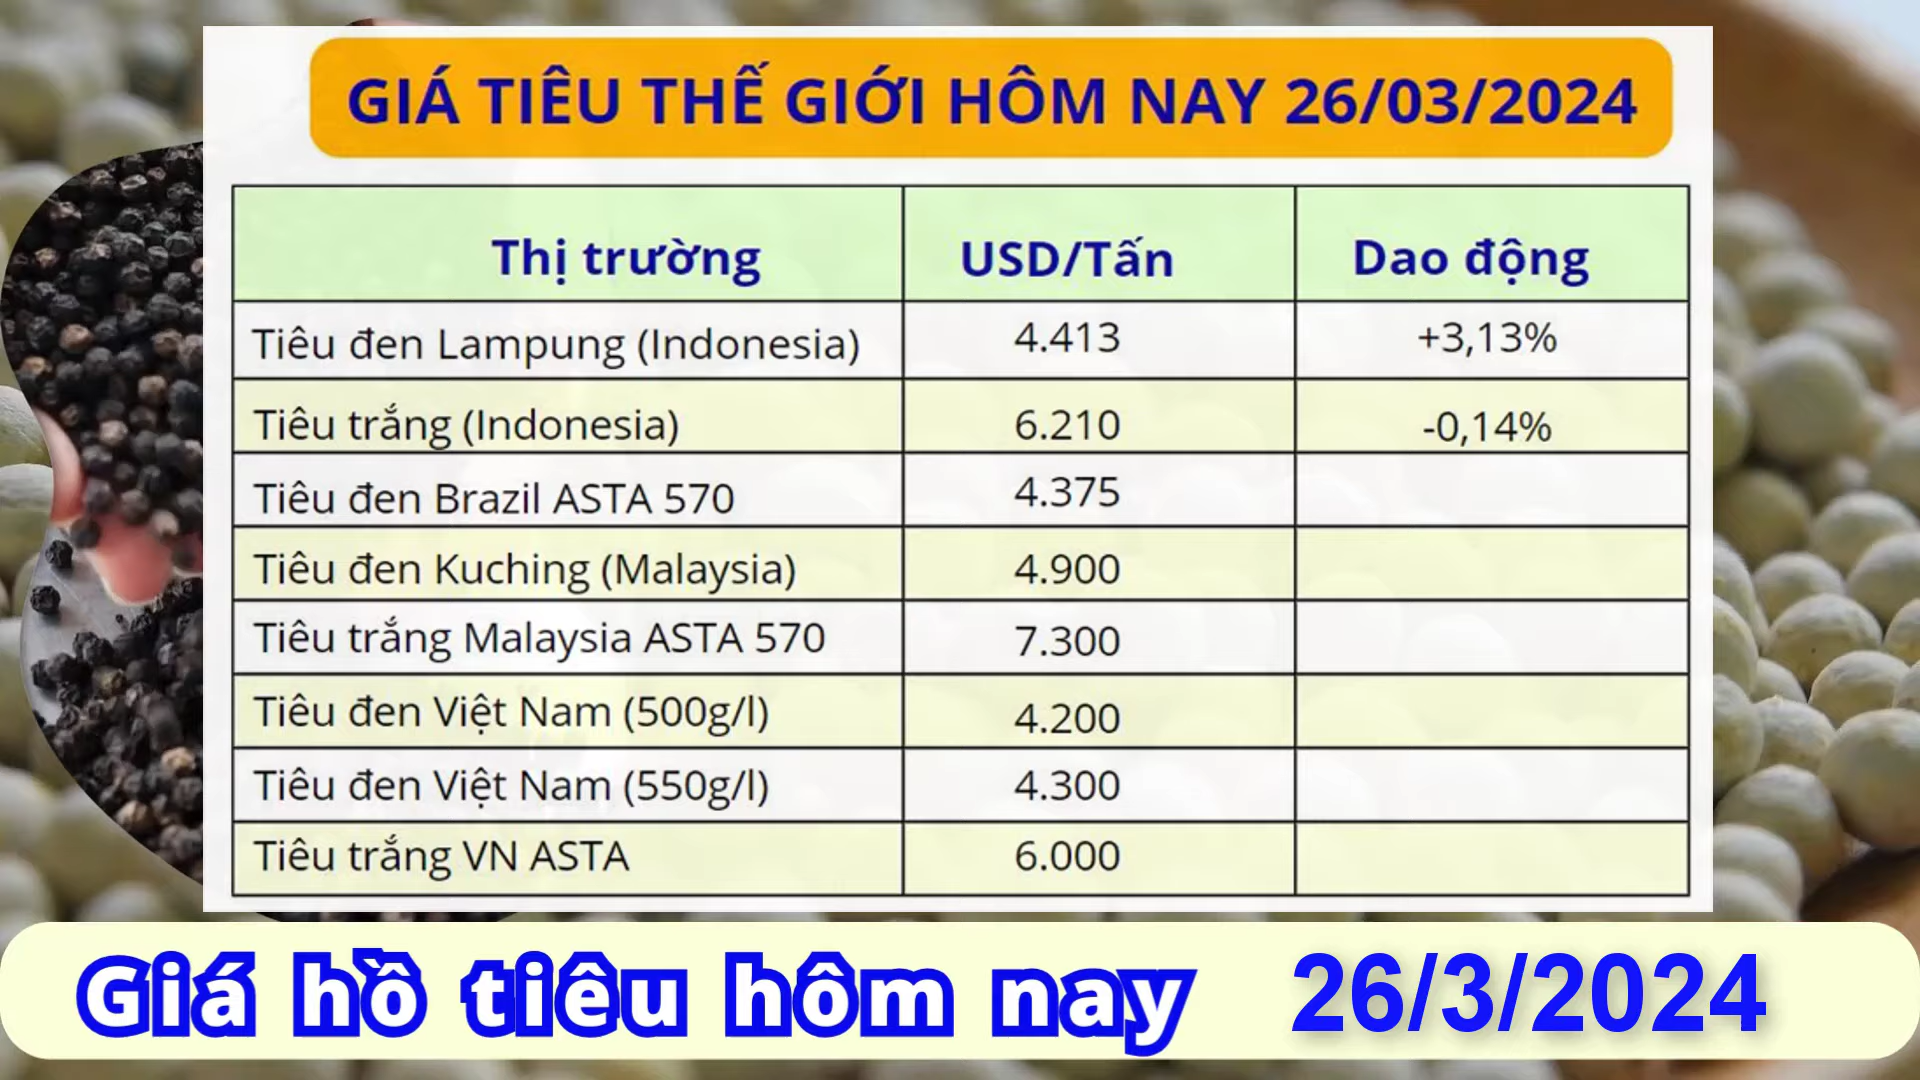 GIÁ TIÊU THẾ GIỚI HÔM NAY 26/03/2024
Thị trường USD/Tấn Dao động
Tiêu đen Lampung (Indonesia) 4.413 +3,13%
Tiêu trắng (Indonesia) 6.210 -0,14%
Tiêu đen Brazil ASTA 570 4.375
Tiêu đen Kuching (Malaysia) 4.900
Tiêu trắng Malaysia ASTA 570 7.300
Tiêu đen Việt Nam (500g/l) 4.200
Tiêu đen Việt Nam (550g/l) 4.300
Tiêu trắng VN ASTA 6.000
Giá hồ tiêu hôm nay 26/3/2024